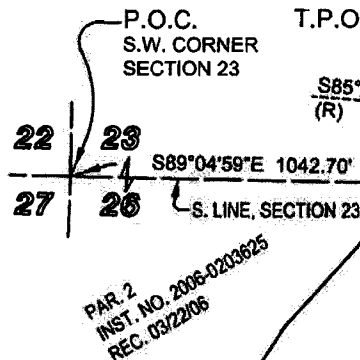 P.O.C.
S.W. CORNER
SECTION 23
T.P.O
S85°
(R)
22 23
S89°04'59"E 1042.70'
27 26
S. LINE, SECTION 23
PAR. 2
INST. NO. 2006-0203625
REC. 03/22/06